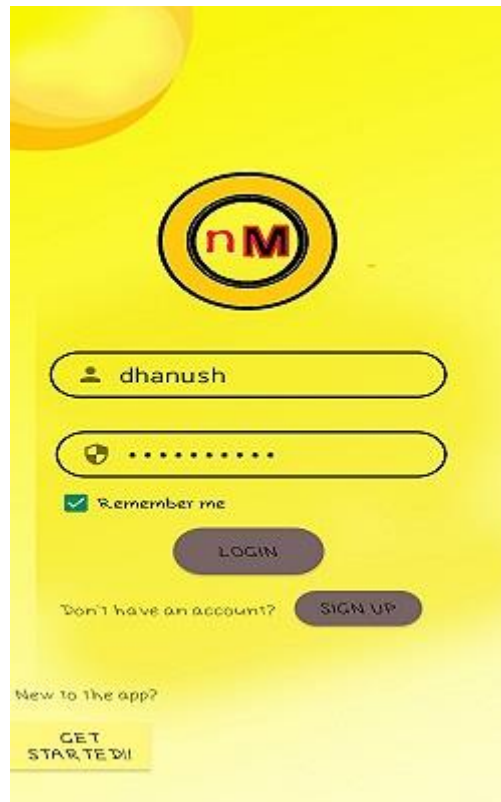 nM
dhanush
••••••••••
Remember me
LOGIN
Don't have an account? SIGN UP
New to the app?
GET
STARTED!!